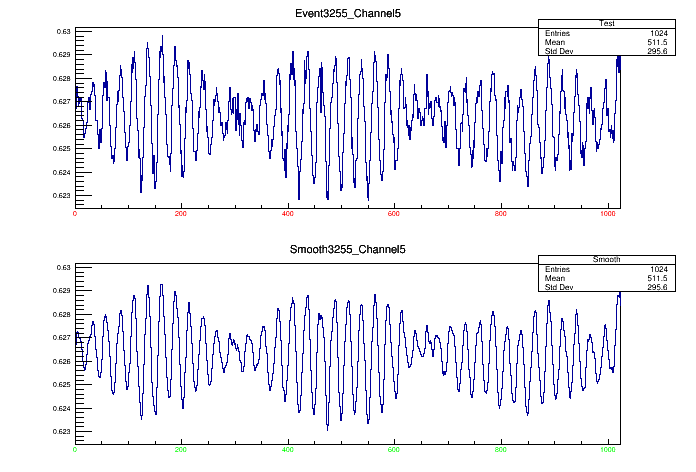 Event3255_Channel5
Test
Entries 1024
Mean 511.5
Std Dev 295.6
0.63
0.629
0.628
0.627
0.626
0.625
0.624
0.623
0 200 400 600 800 1000
Smooth3255_Channel5
Smooth
Entries 1024
Mean 511.5
Std Dev 295.6
0.63
0.629
0.628
0.627
0.626
0.625
0.624
0.623
0 200 400 600 800 1000